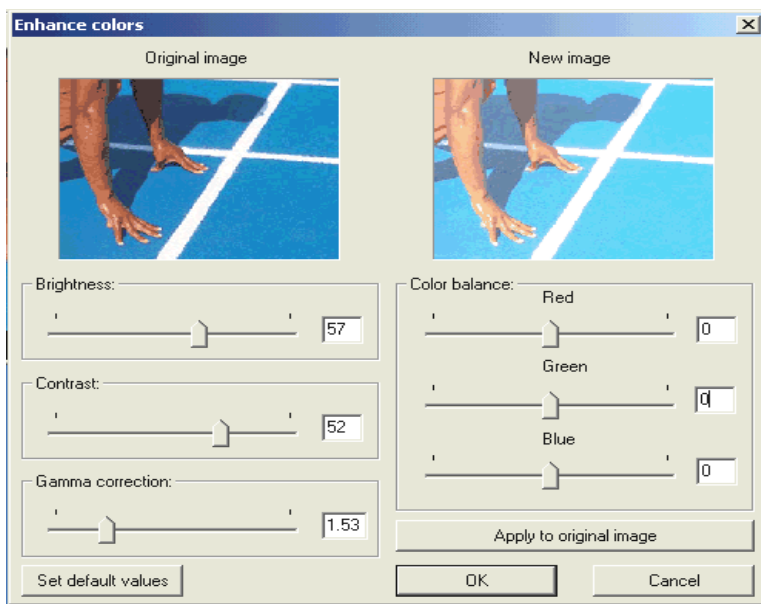 Enhance colors
Original image
New image
Brightness:
57
Contrast:
52
Gamma correction:
1.53
Color balance:
Red
0
Green
0
Blue
0
Set default values
Apply to original image
OK
Cancel